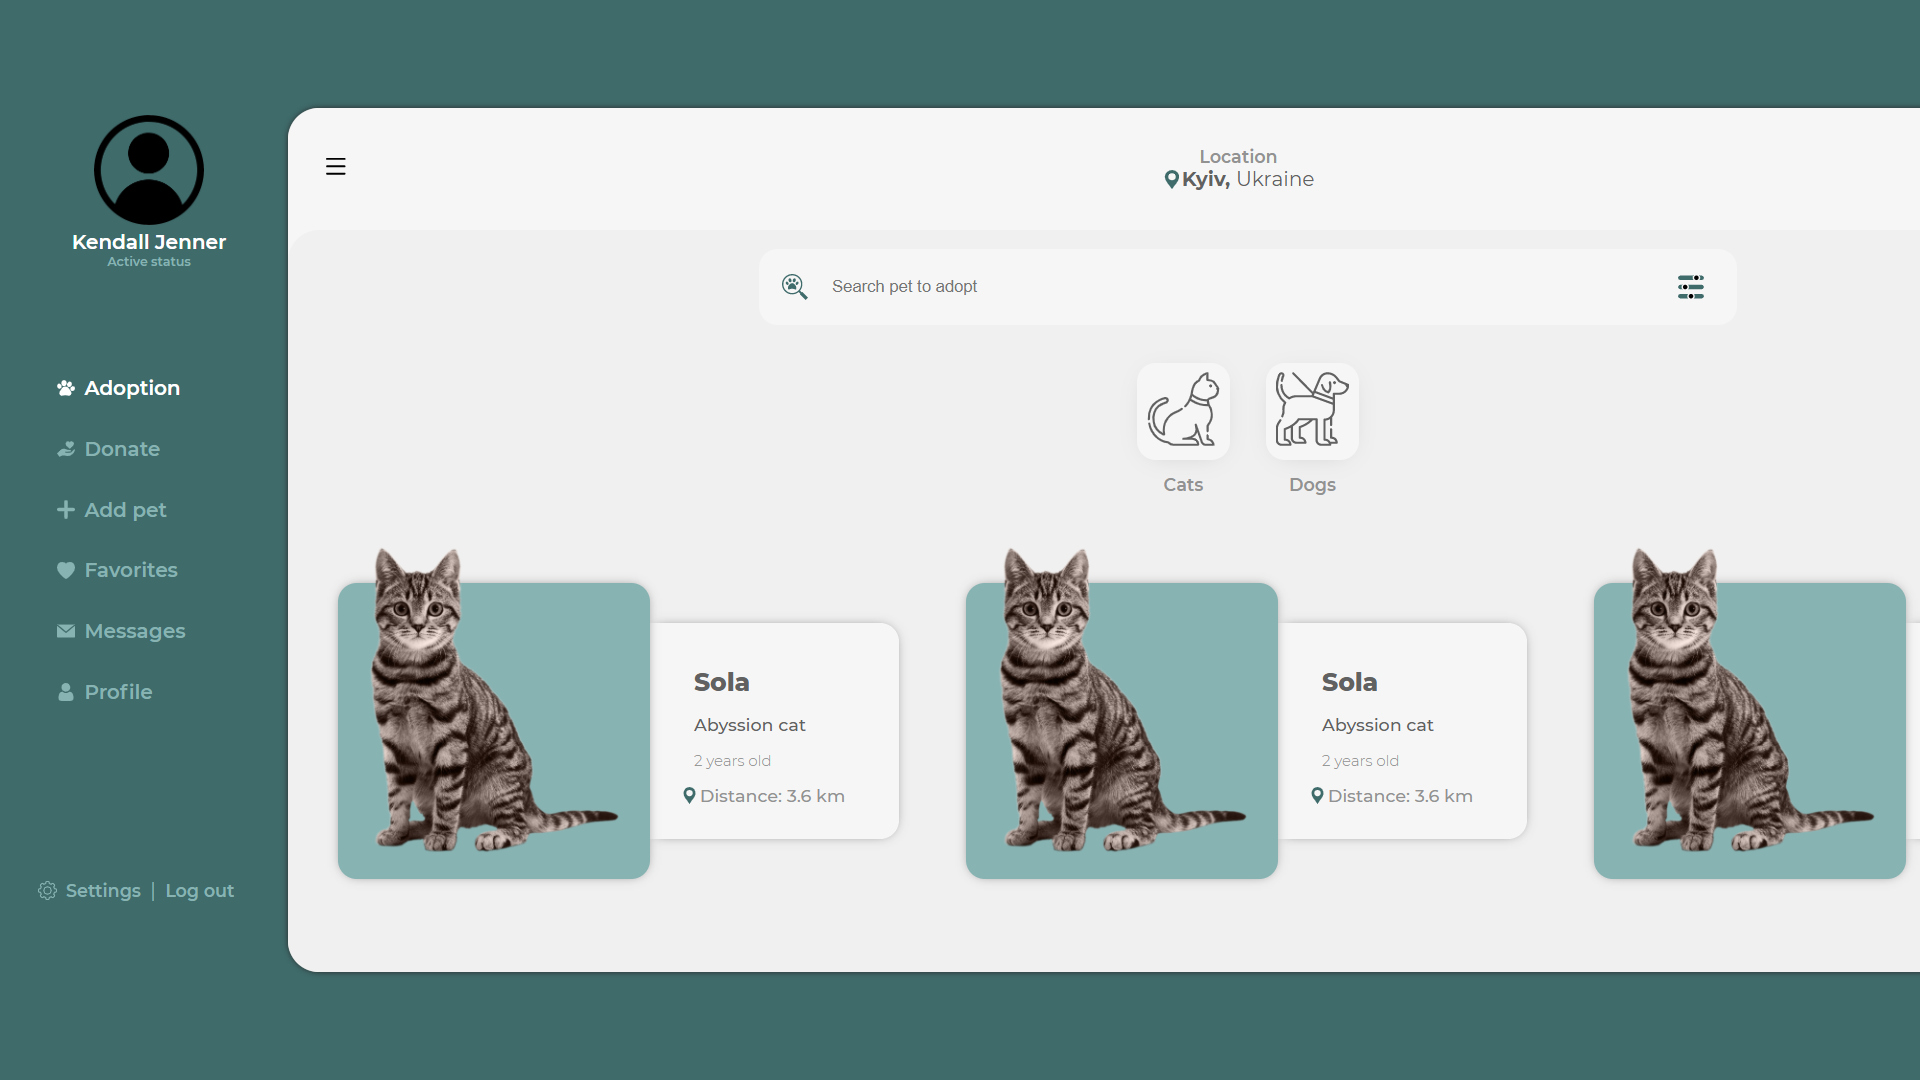 Kendall Jenner
Active status
Adoption
Donate
Add pet
Favorites
Messages
Profile
Settings | Log out
Location
Kyiv, Ukraine
Search pet to adopt
Cats
Dogs
Sola
Abyssion cat
2 years old
Distance: 3.6 km
Sola
Abyssion cat
2 years old
Distance: 3.6 km